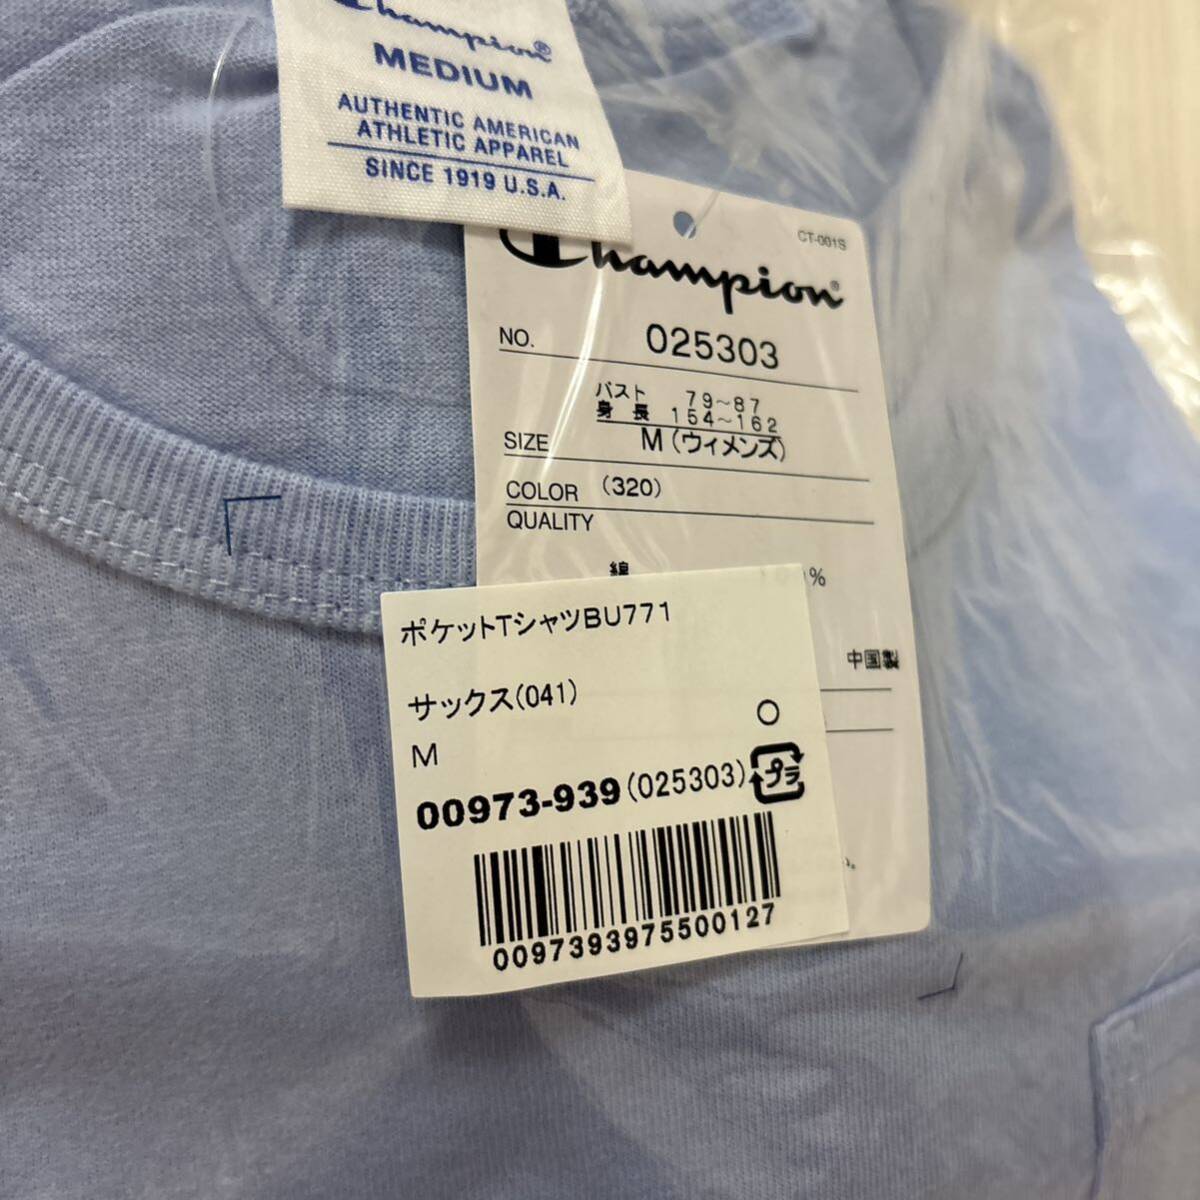 Champion®
MEDIUM
AUTHENTIC AMERICAN
ATHLETIC APPAREL
SINCE 1919 U.S.A.
CT-001S
Champion®
NO. 025303
バスト 79~87
身長 154~162
SIZE M(ウィメンズ)
COLOR (320)
QUALITY
綿 %
中国製
ポケットTシャツBU771
サックス(041)
M
00973-939(025303)
プラ
0097393975500127